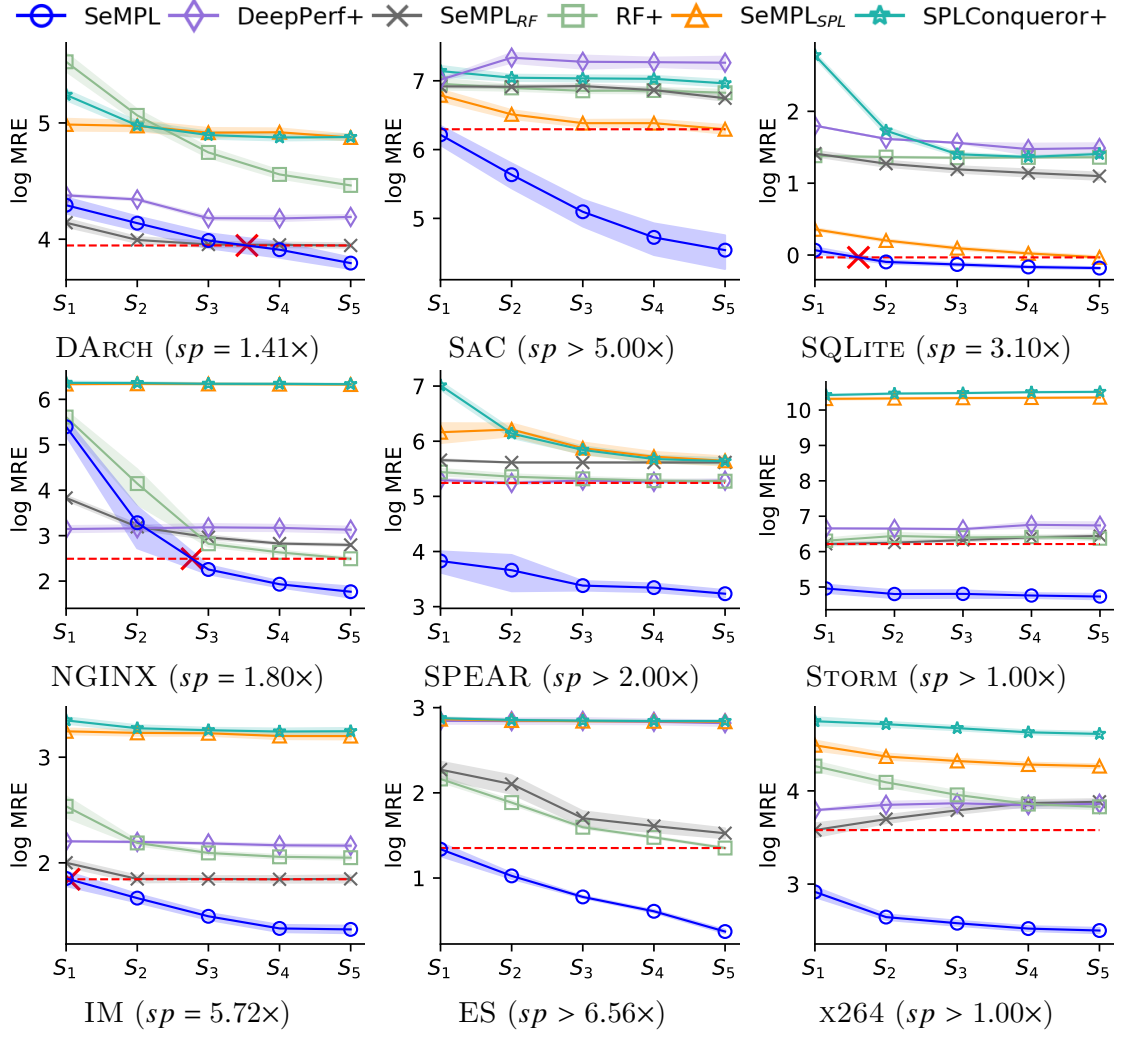 SeMPL DeepPerf+ SeMPL_RF RF+ SeMPL_SPL SPLConqueror+
log MRE
5
4
S1 S2 S3 S4 S5
DARCH (sp = 1.41×)
log MRE
7
6
5
S1 S2 S3 S4 S5
SAC (sp > 5.00×)
log MRE
2
1
0
S1 S2 S3 S4 S5
SQLITE (sp = 3.10×)
log MRE
6
5
4
3
2
S1 S2 S3 S4 S5
NGINX (sp = 1.80×)
log MRE
7
6
5
4
3
S1 S2 S3 S4 S5
SPEAR (sp > 2.00×)
log MRE
10
9
8
7
6
5
S1 S2 S3 S4 S5
STORM (sp > 1.00×)
log MRE
3
2
S1 S2 S3 S4 S5
IM (sp = 5.72×)
log MRE
3
2
1
S1 S2 S3 S4 S5
ES (sp > 6.56×)
log MRE
4
3
S1 S2 S3 S4 S5
X264 (sp > 1.00×)